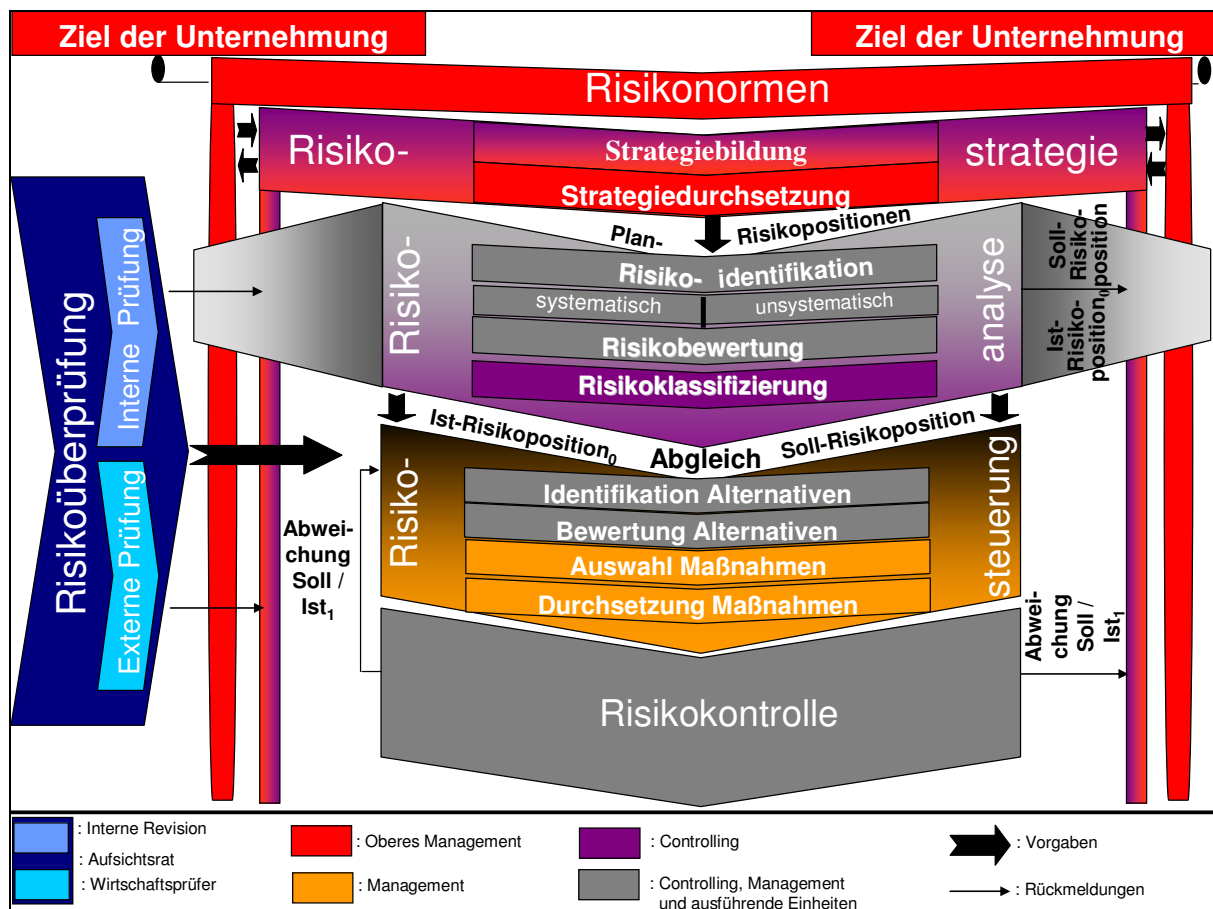 Ziel der Unternehmung
Ziel der Unternehmung
Risikonormen
Risiko-
strategie
Strategiebildung
Strategiedurchsetzung
Plan-
Risikopositionen
Risiko-
analyse
Risiko- identifikation
systematisch
unsystematisch
Risikobewertung
Risikoklassifizierung
Soll-
Risiko-
position
Ist-
Risiko-
position0
Risikoüberprüfung
Interne Prüfung
Externe Prüfung
Ist-Risikoposition0
Abgleich
Soll-Risikoposition
Risiko-
steuerung
Identifikation Alternativen
Bewertung Alternativen
Auswahl Maßnahmen
Durchsetzung Maßnahmen
Abwei-
chung
Soll /
Ist1
Abwei-
chung
Soll /
Ist1
Risikokontrolle
: Interne Revision
: Aufsichtsrat
: Wirtschaftsprüfer
: Oberes Management
: Management
: Controlling
: Controlling, Management
und ausführende Einheiten
: Vorgaben
: Rückmeldungen